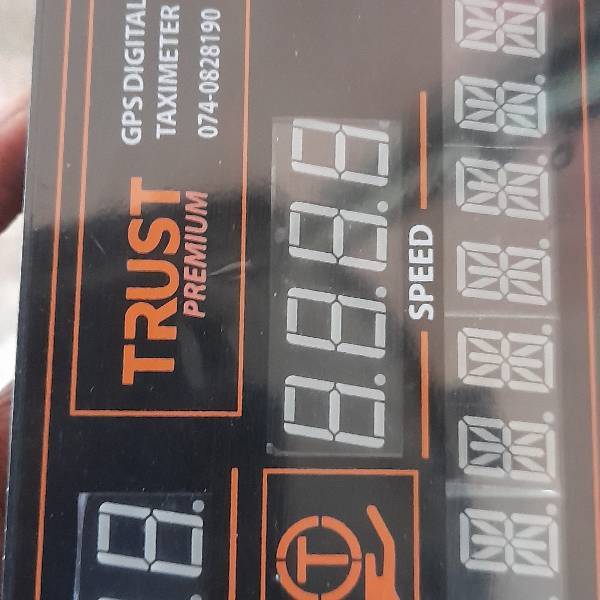 TRUST
PREMIUM
GPS DIGITAL
TAXIMETER
074-0828190
SPEED
T